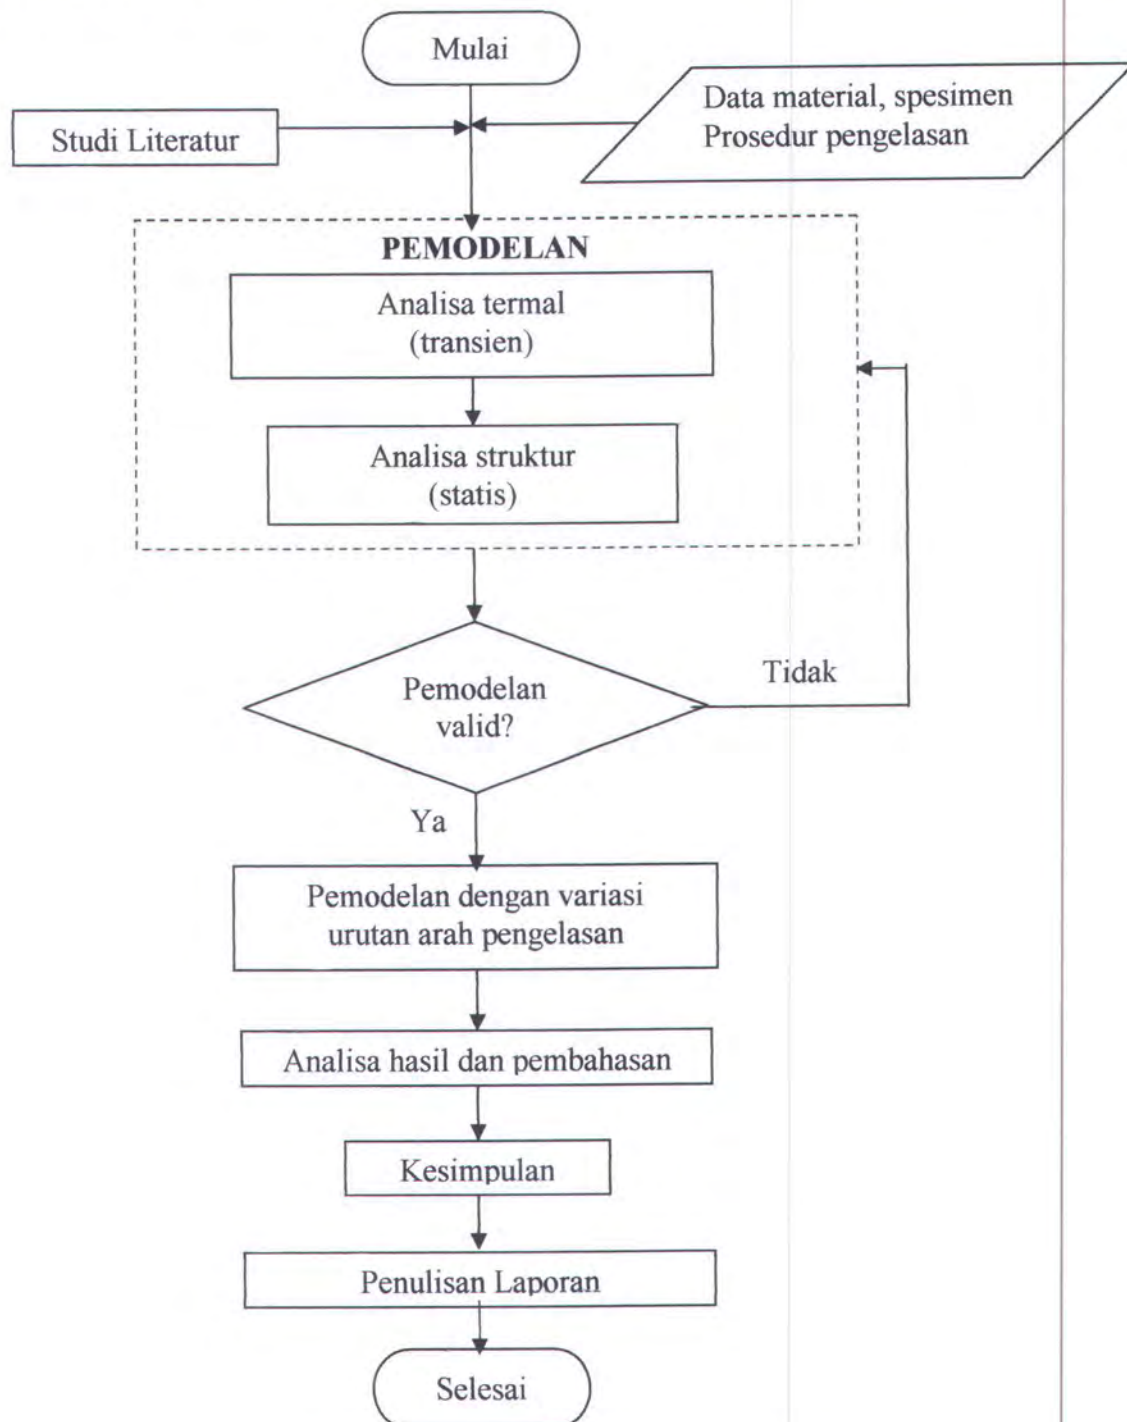 Mulai
Data material, spesimen
Prosedur pengelasan
Studi Literatur
PEMODELAN
Analisa termal
(transien)
Analisa struktur
(statis)
Tidak
Pemodelan
valid?
Ya
Pemodelan dengan variasi
urutan arah pengelasan
Analisa hasil dan pembahasan
Kesimpulan
Penulisan Laporan
Selesai